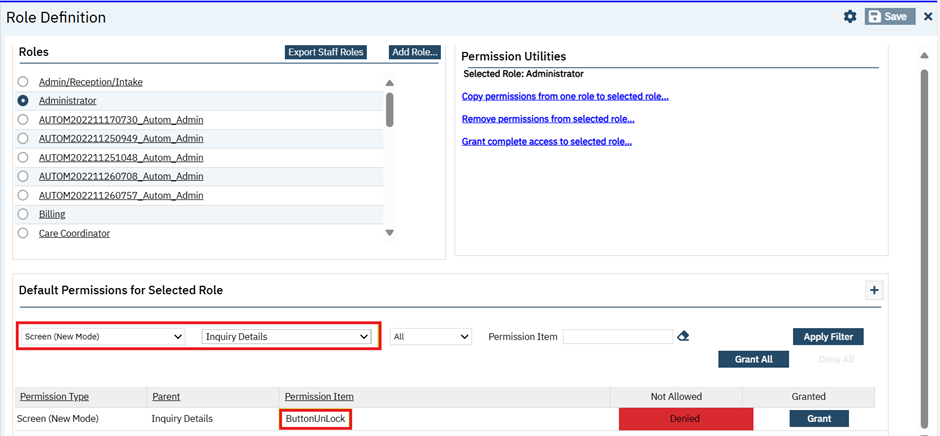 Role Definition
Save
Roles
Export Staff Roles
Add Role...
Admin/Reception/Intake
Administrator
AUTOM202211170730_Autom_Admin
AUTOM202211250949_Autom_Admin
AUTOM202211251048_Autom_Admin
AUTOM202211260708_Autom_Admin
AUTOM202211260757_Autom_Admin
Billing
Care Coordinator
Permission Utilities
Selected Role: Administrator
Copy permissions from one role to selected role...
Remove permissions from selected role...
Grant complete access to selected role...
Default Permissions for Selected Role
Screen (New Mode) Inquiry Details All Permission Item Apply Filter
Grant All Deny All
Permission Type Parent Permission Item Not Allowed Granted
Screen (New Mode) Inquiry Details ButtonUnLock Denied Grant